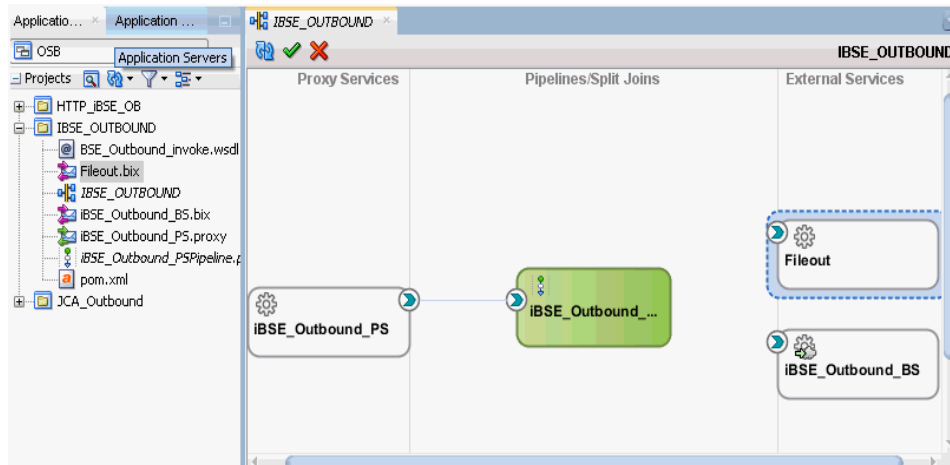 Applicatio...
Application ...
IBSE_OUTBOUND
OSB
Application Servers
IBSE_OUTBOUND
Projects
Proxy Services
Pipelines/Split Joins
External Services
HTTP_iBSE_OB
IBSE_OUTBOUND
BSE_Outbound_invoke.wsdl
Fileout.bix
IBSE_OUTBOUND
iBSE_Outbound_BS.bix
iBSE_Outbound_PS.proxy
iBSE_Outbound_PSPipeline.p
pom.xml
JCA_Outbound
Fileout
iBSE_Outbound_PS
iBSE_Outbound_...
iBSE_Outbound_BS